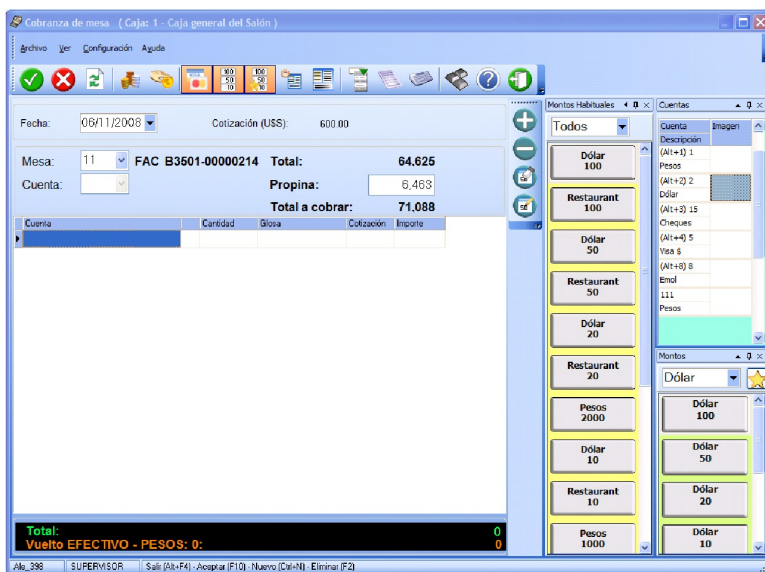 Cobranza de mesa ( Caja: 1 - Caja general del Salón )
Archivo Ver Configuración Ayuda
Fecha: 06/11/2008 Cotización (U$S): 600.00
Mesa: 11 FAC B3501-00000214 Total: 64,625
Cuenta: Propina: 6,463
Total a cobrar: 71,088
Cuenta Cantidad Glosa Cotización Importe
Total: 0
Vuelto EFECTIVO - PESOS: 0: 0
Montos Habituales
Todos
Dólar
100
Restaurant
100
Dólar
50
Restaurant
50
Dólar
20
Restaurant
20
Pesos
2000
Dólar
10
Restaurant
10
Pesos
1000
Cuentas
Cuenta Imagen
Descripción
(Alt+1) 1
Pesos
(Alt+2) 2
Dólar
(Alt+3) 15
Cheques
(Alt+4) 5
Visa $
(Alt+8) 8
Emol
111
Pesos
Montos
Dólar
Dólar
100
Dólar
50
Dólar
20
Dólar
10
Ale_398 SUPERVISOR Salir (Alt+F4) - Aceptar (F10) - Nuevo (Ctrl+N) - Eliminar (F2)